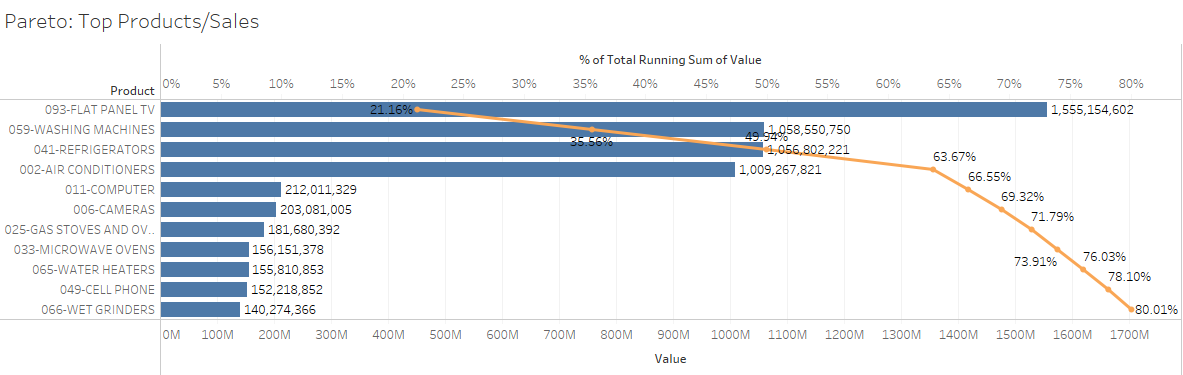 Pareto: Top Products/Sales
% of Total Running Sum of Value
0% 5% 10% 15% 20% 25% 30% 35% 40% 45% 50% 55% 60% 65% 70% 75% 80%
Product
093-FLAT PANEL TV 21.16% 1,555,154,602
059-WASHING MACHINES 35.56% 1,058,550,750
041-REFRIGERATORS 49.94% 1,056,802,221
002-AIR CONDITIONERS 1,009,267,821 63.67%
011-COMPUTER 212,011,329 66.55%
006-CAMERAS 203,081,005 69.32%
025-GAS STOVES AND OV.. 181,680,392 71.79%
033-MICROWAVE OVENS 156,151,378 73.91%
065-WATER HEATERS 155,810,853 76.03%
049-CELL PHONE 152,218,852 78.10%
066-WET GRINDERS 140,274,366 80.01%
0M 100M 200M 300M 400M 500M 600M 700M 800M 900M 1000M 1100M 1200M 1300M 1400M 1500M 1600M 1700M
Value